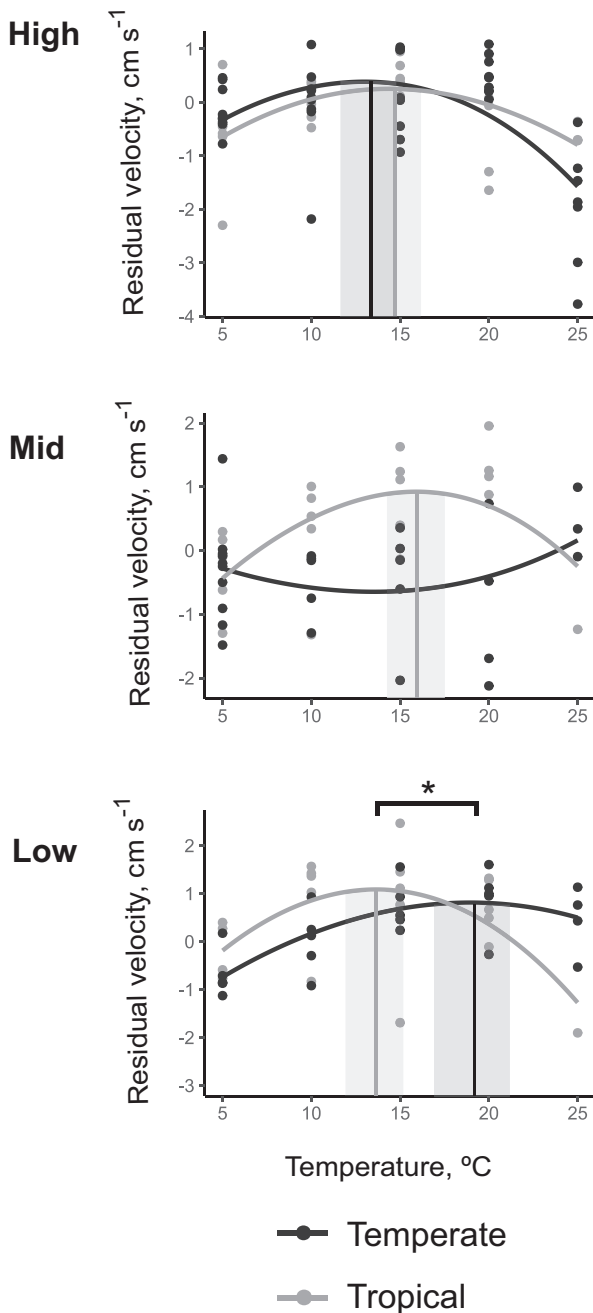 High
Residual velocity, cm s-1
1
0
-1
-2
-3
-4
5 10 15 20 25
Mid
Residual velocity, cm s-1
2
1
0
-1
-2
5 10 15 20 25
*
Low
Residual velocity, cm s-1
2
1
0
-1
-2
-3
5 10 15 20 25
Temperature, ºC
Temperate
Tropical